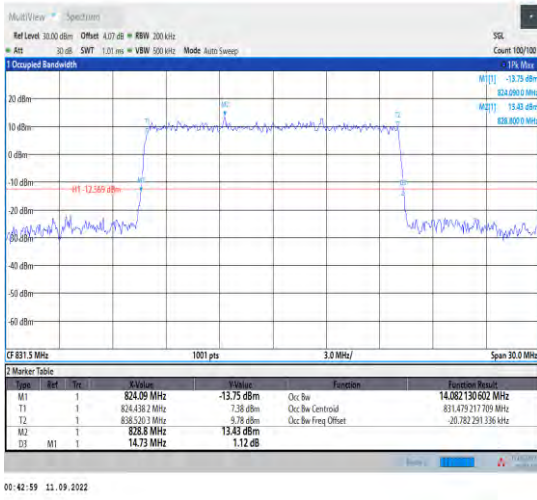 MultiView Spectrum
Ref Level 30.00 dBm Offset 4.07 dB RBW 200 kHz SGL
Att 30 dB SWT 1.01 ms VBW 500 kHz Mode Auto Sweep Count 100/100
1 Occupied Bandwidth 1Pk Max
M1[1] -13.75 dBm
824.090 0 MHz
M2[1] 13.43 dBm
828.800 0 MHz
M2
20 dBm
10 dBm
0 dBm
-10 dBm
H1 -12.569 dBm
-20 dBm
-30 dBm
-40 dBm
-50 dBm
-60 dBm
CF 831.5 MHz 1001 pts 3.0 MHz/ Span 30.0 MHz
2 Marker Table
Type Ref Trc X-Value Y-Value Function Function Result
M1 1 824.09 MHz -13.75 dBm Occ Bw 14.082 130 602 MHz
T1 1 824.438 2 MHz 7.38 dBm Occ Bw Centroid 831.479 217 709 MHz
T2 1 838.520 3 MHz 9.78 dBm Occ Bw Freq Offset -20.782 291 336 kHz
M2 1 828.8 MHz 13.43 dBm
D3 M1 1 14.73 MHz 1.12 dB
00:42:59 11.09.2022